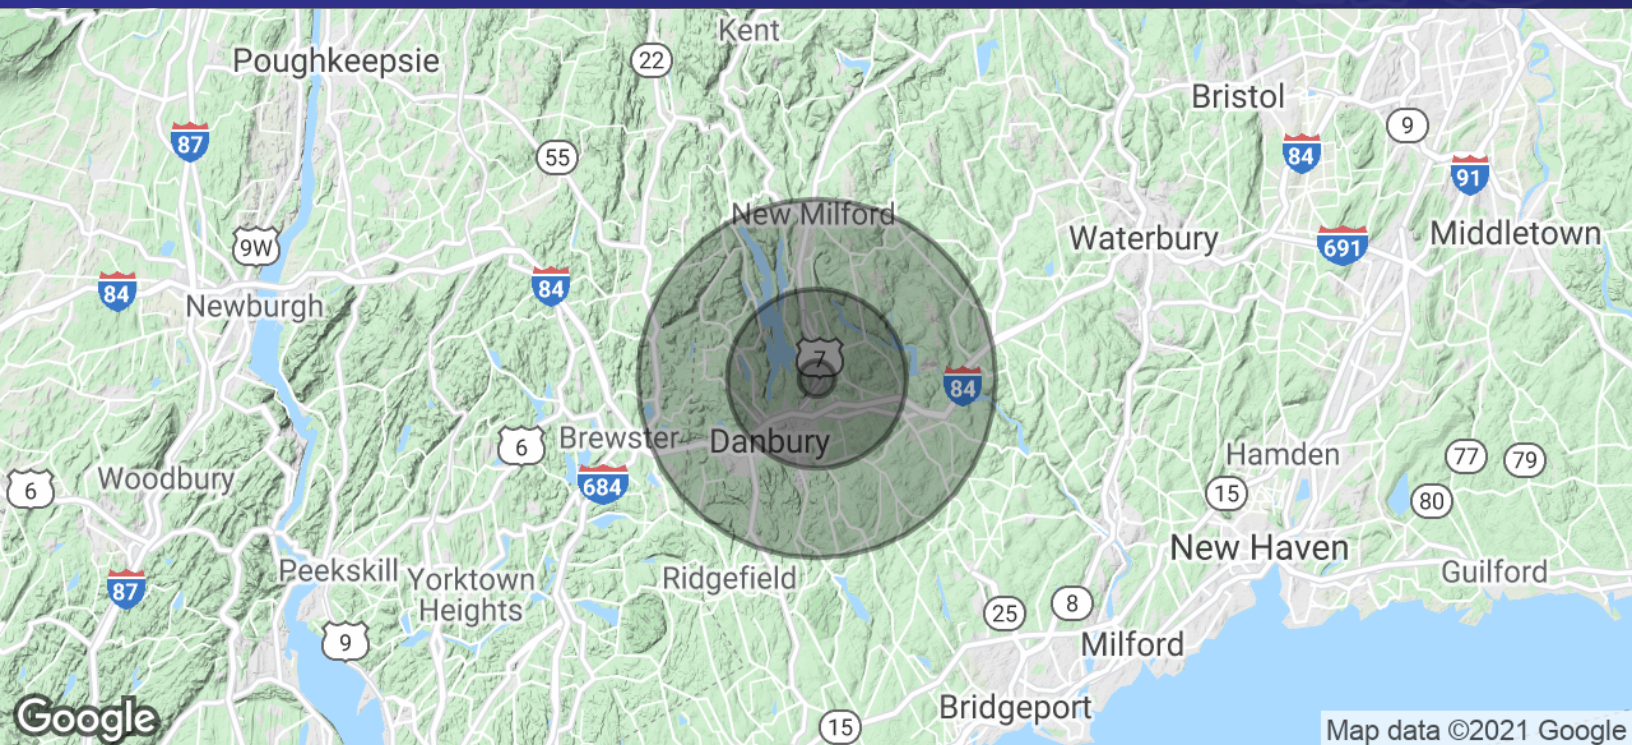 Kent
Poughkeepsie
22
Bristol
9
87
55
84
91
New Milford
9W
Waterbury
691
Middletown
84
84
Newburgh
7
84
Brewster
Danbury
6
Hamden
77
79
Woodbury
6
684
15
80
New Haven
Peekskill
Yorktown
Heights
Ridgefield
Guilford
87
25
8
9
Milford
Bridgeport
Google
15
Map data ©2021 Google